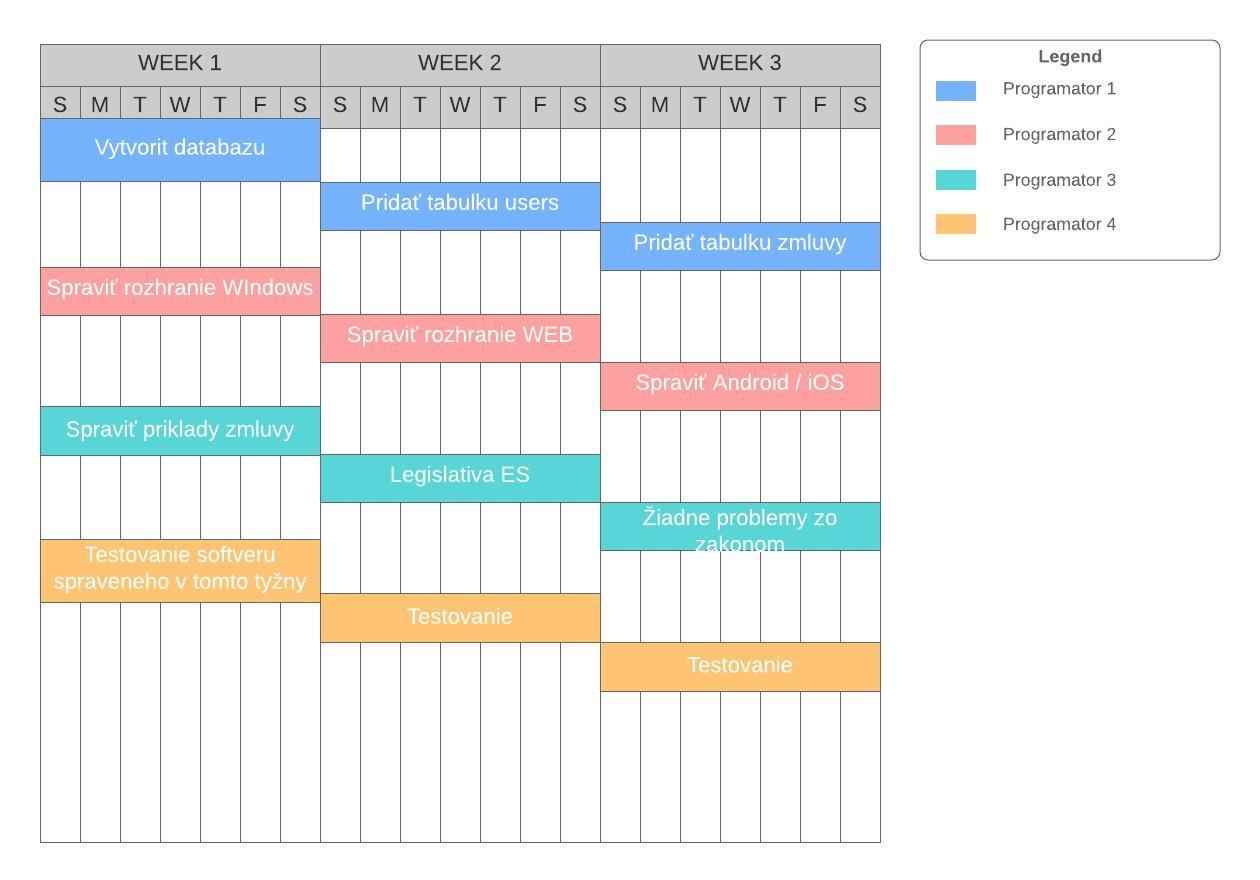 WEEK 1 WEEK 2 WEEK 3
S M T W T F S S M T W T F S S M T W T F S
Vytvorit databazu
Pridať tabulku users
Pridať tabulku zmluvy
Spraviť rozhranie WIndows
Spraviť rozhranie WEB
Spraviť Android / iOS
Spraviť priklady zmluvy
Legislativa ES
Žiadne problemy zo
zakonom
Testovanie softveru
spraveneho v tomto tyžny
Testovanie
Testovanie
Legend
Programator 1
Programator 2
Programator 3
Programator 4